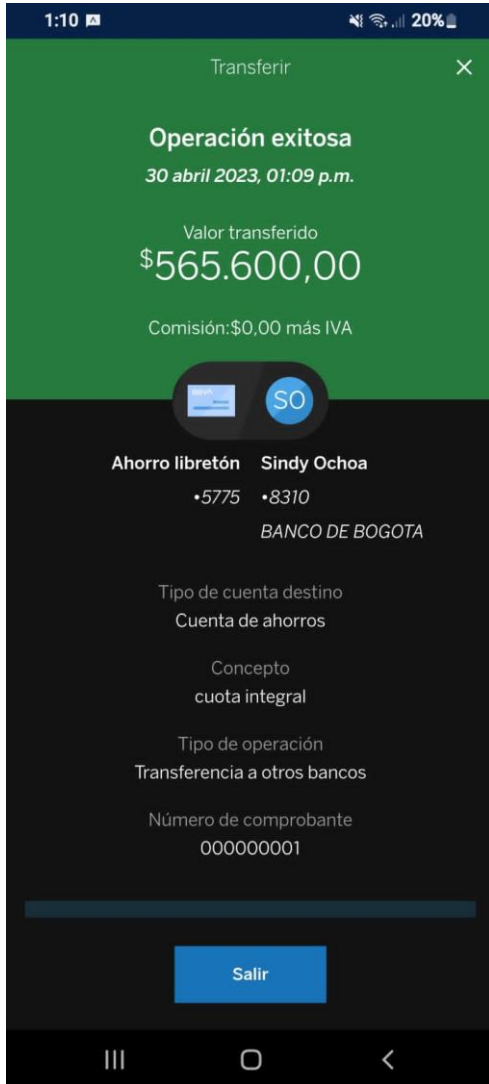 1:10 20%
Transferir
Operación exitosa
30 abril 2023, 01:09 p.m.
Valor transferido
$565.600,00
Comisión:$0,00 más IVA
BBVA
SO
Ahorro libretón Sindy Ochoa
•5775 •8310
BANCO DE BOGOTA
Tipo de cuenta destino
Cuenta de ahorros
Concepto
cuota integral
Tipo de operación
Transferencia a otros bancos
Número de comprobante
000000001
Salir